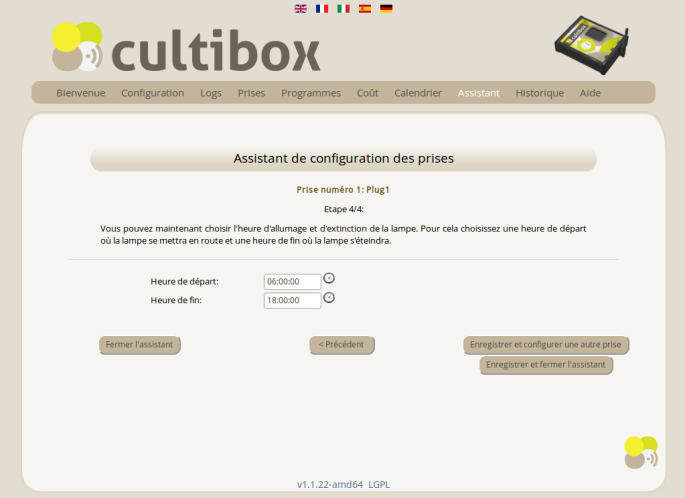 cultibox
Bienvenue Configuration Logs Prises Programmes Coût Calendrier Assistant Historique Aide
Assistant de configuration des prises
Prise numéro 1: Plug1
Etape 4/4:
Vous pouvez maintenant choisir l'heure d'allumage et d'extinction de la lampe. Pour cela choisissez une heure de départ
où la lampe se mettra en route et une heure de fin où la lampe s'éteindra.
Heure de départ: 06:00:00
Heure de fin: 18:00:00
Fermer l'assistant < Précédent Enregistrer et configurer une autre prise
Enregistrer et fermer l'assistant
v1.1.22-amd64 LGPL